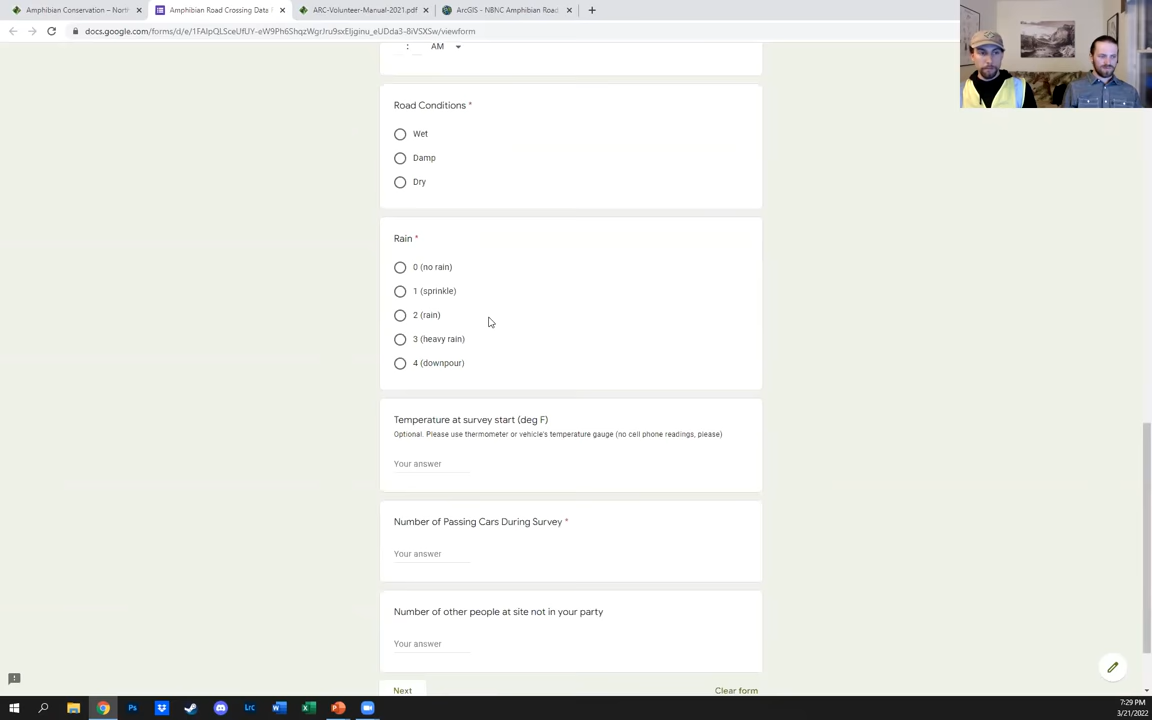 Amphibian Conservation – North
Amphibian Road Crossing Data
ARC-Volunteer-Manual-2021.pdf
ArcGIS - NBNC Amphibian Road
docs.google.com/forms/d/e/1FAIpQLSceUfUY-eW9Ph6ShqzWgrJru9sxEljginu_eUDda3-8iVSXSw/viewform
: AM
Road Conditions *
Wet
Damp
Dry
Rain *
0 (no rain)
1 (sprinkle)
2 (rain)
3 (heavy rain)
4 (downpour)
Temperature at survey start (deg F)
Optional. Please use thermometer or vehicle's temperature gauge (no cell phone readings, please)
Your answer
Number of Passing Cars During Survey *
Your answer
Number of other people at site not in your party
Your answer
Next
Clear form
Ps
Lrc
7:29 PM
3/21/2022